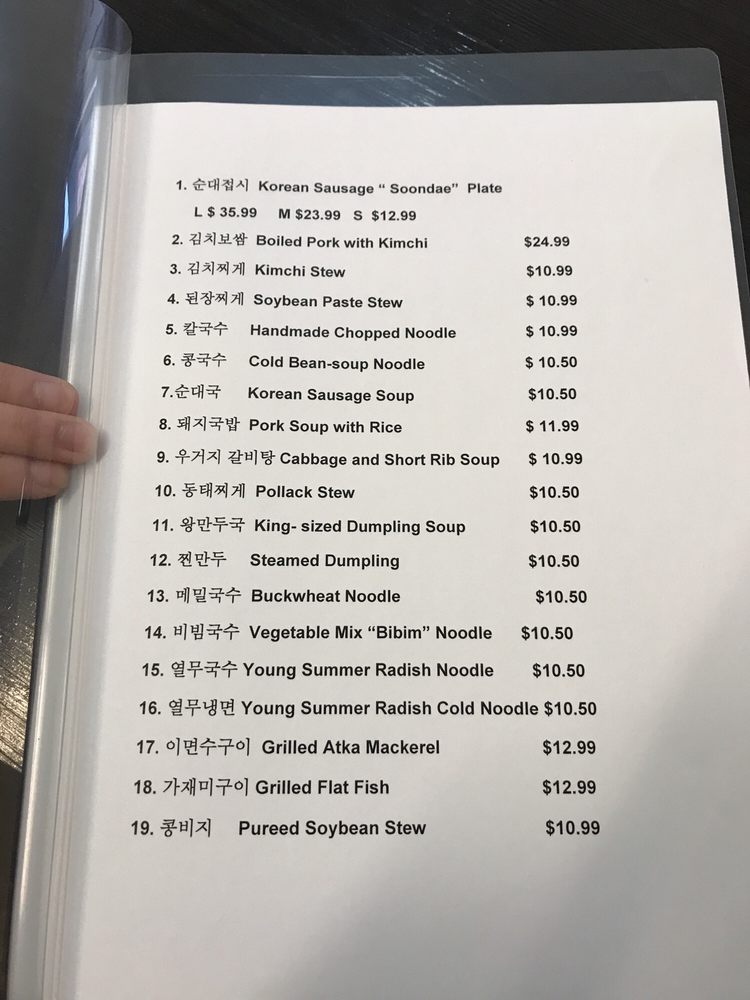 1. 순대접시 Korean Sausage “ Soondae” Plate
L $ 35.99 M $23.99 S $12.99
2. 김치보쌈 Boiled Pork with Kimchi $24.99
3. 김치찌게 Kimchi Stew $10.99
4. 된장찌게 Soybean Paste Stew $ 10.99
5. 칼국수 Handmade Chopped Noodle $ 10.99
6. 콩국수 Cold Bean-soup Noodle $ 10.50
7.순대국 Korean Sausage Soup $10.50
8. 돼지국밥 Pork Soup with Rice $ 11.99
9. 우거지 갈비탕 Cabbage and Short Rib Soup $ 10.99
10. 동태찌게 Pollack Stew $10.50
11. 왕만두국 King- sized Dumpling Soup $10.50
12. 찐만두 Steamed Dumpling $10.50
13. 메밀국수 Buckwheat Noodle $10.50
14. 비빔국수 Vegetable Mix “Bibim” Noodle $10.50
15. 열무국수 Young Summer Radish Noodle $10.50
16. 열무냉면 Young Summer Radish Cold Noodle $10.50
17. 이면수구이 Grilled Atka Mackerel $12.99
18. 가재미구이 Grilled Flat Fish $12.99
19. 콩비지 Pureed Soybean Stew $10.99